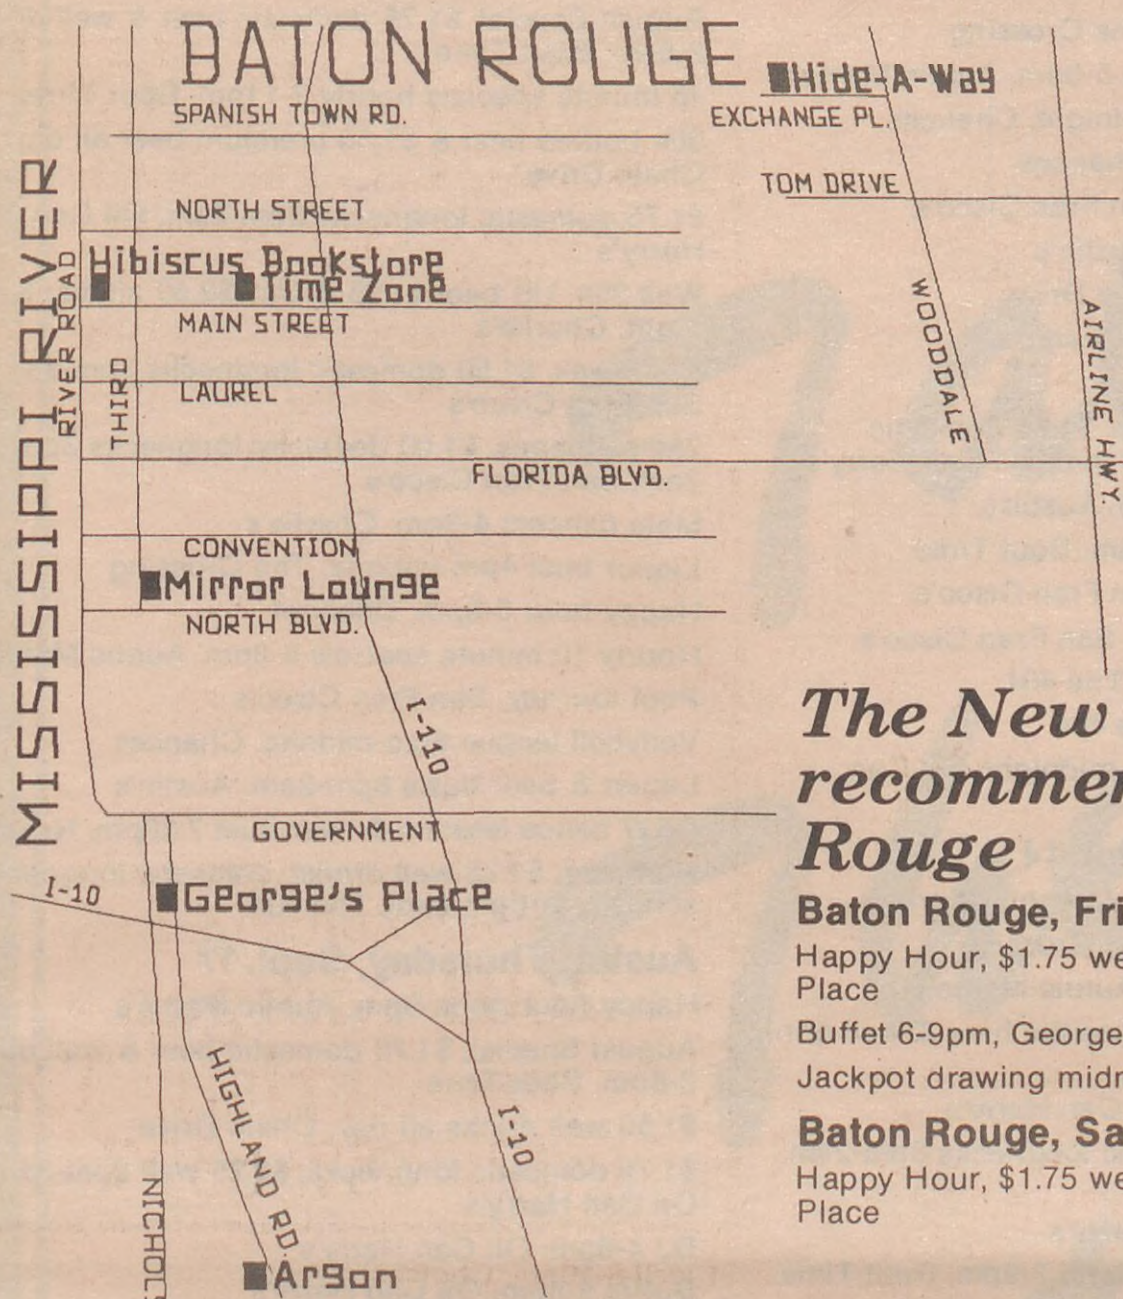 BATON ROUGE
Hide-A-Way
SPANISH TOWN RD.
EXCHANGE PL.
TOM DRIVE
NORTH STREET
MISSISSIPPI RIVER
RIVER ROAD
THIRD
Hibiscus Bookstore
Time Zone
MAIN STREET
WOODDALE
AIRLINE HWY.
LAUREL
FLORIDA BLVD.
CONVENTION
Mirror Lounge
NORTH BLVD.
I-110
GOVERNMENT
I-10
George's Place
HIGHLAND RD.
I-10
Argon
The New
Rouge
Baton Rouge, Fri
Happy Hour, $1.75 we
Place
Buffet 6-9pm, George
Jackpot drawing midn
Baton Rouge, Sa
Happy Hour, $1.75 we
Place